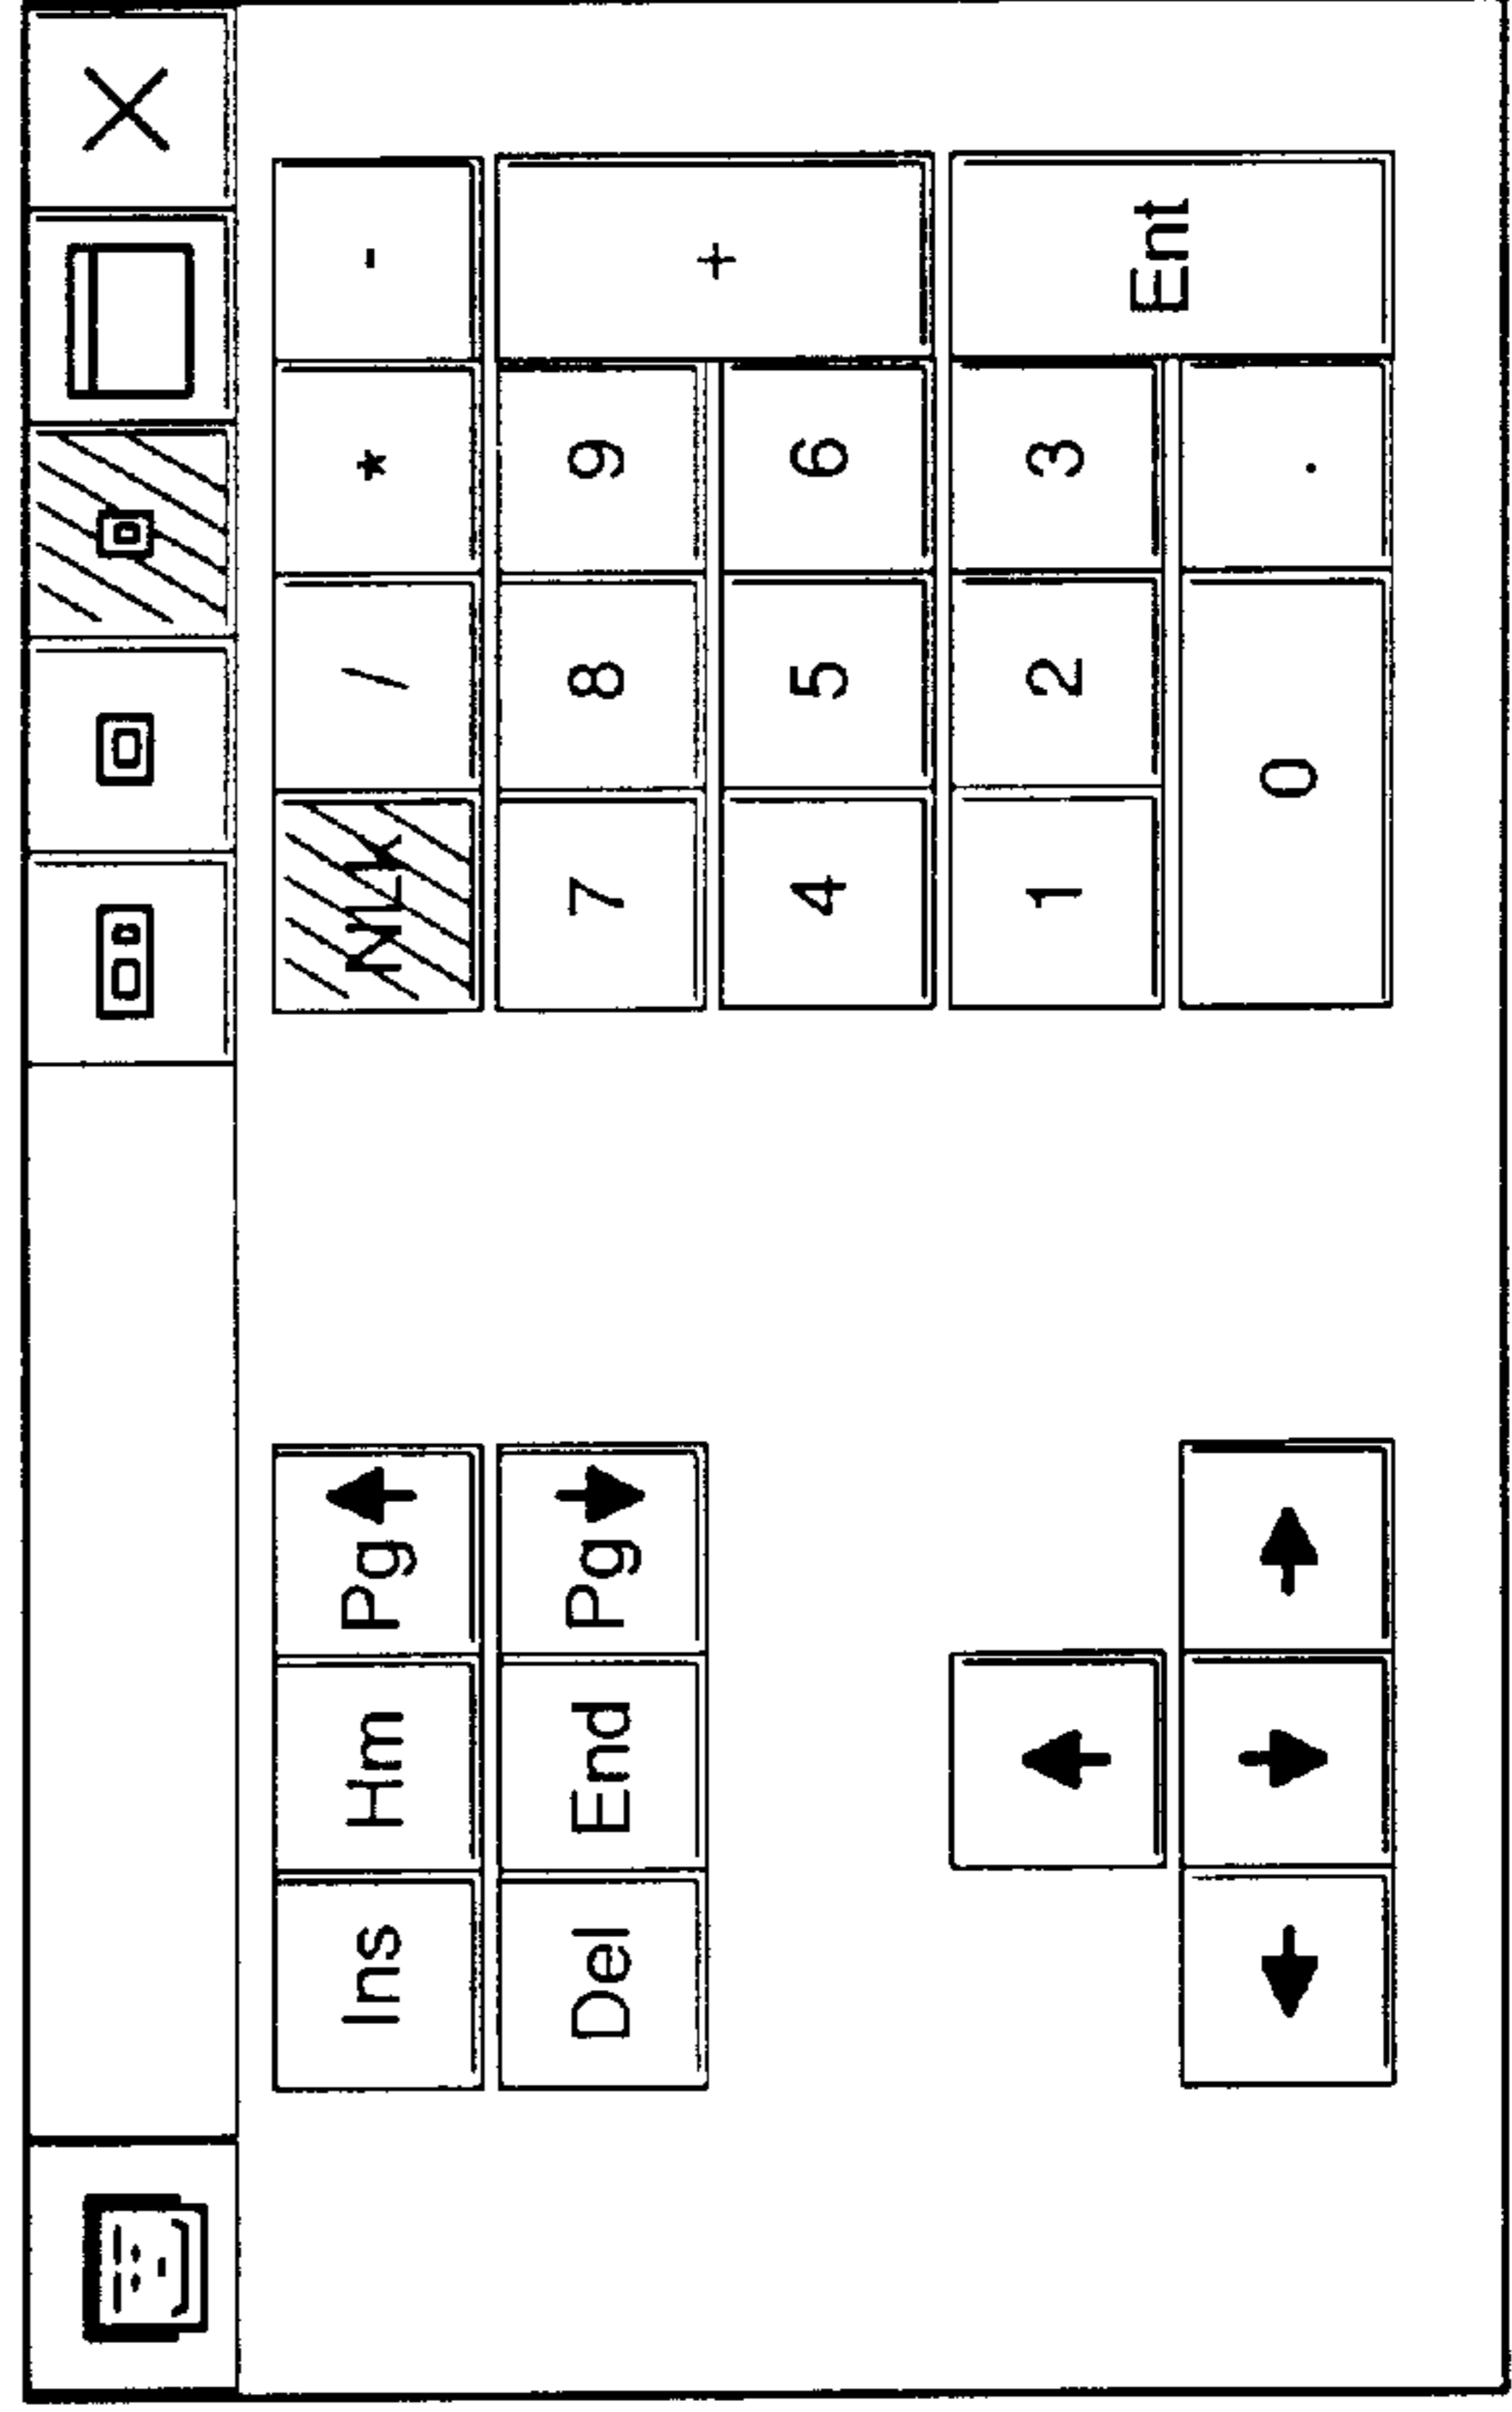 Ins Hm Pg↑ NLK / * -
Del End Pg↓ 7 8 9 +
4 5 6
↑ 1 2 3 Ent
← ↓ → 0 .